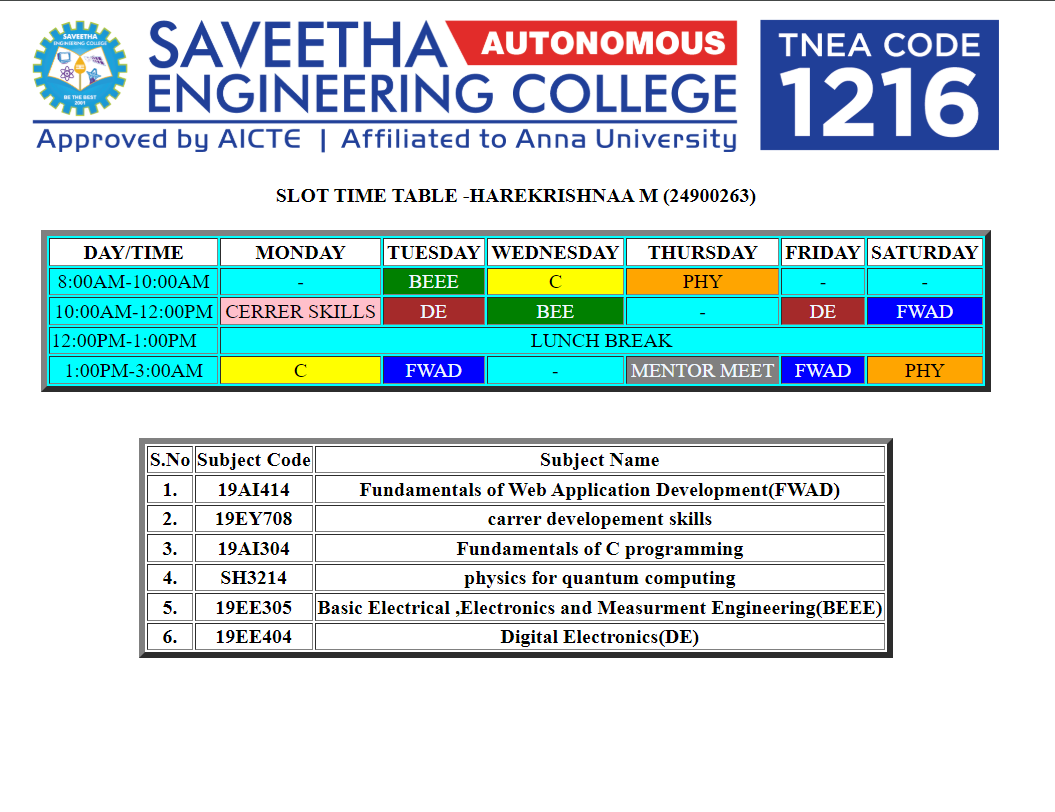 SAVEETHA AUTONOMOUS
ENGINEERING COLLEGE
Approved by AICTE | Affiliated to Anna University
TNEA CODE
1216
SAVEETHA
ENGINEERING COLLEGE
BE THE BEST
2001
SLOT TIME TABLE -HAREKRISHNAA M (24900263)
DAY/TIME MONDAY TUESDAY WEDNESDAY THURSDAY FRIDAY SATURDAY
8:00AM-10:00AM - BEEE C PHY - -
10:00AM-12:00PM CERRER SKILLS DE BEE - DE FWAD
12:00PM-1:00PM LUNCH BREAK
1:00PM-3:00AM C FWAD - MENTOR MEET FWAD PHY
S.No Subject Code Subject Name
1. 19AI414 Fundamentals of Web Application Development(FWAD)
2. 19EY708 carrer developement skills
3. 19AI304 Fundamentals of C programming
4. SH3214 physics for quantum computing
5. 19EE305 Basic Electrical ,Electronics and Measurment Engineering(BEEE)
6. 19EE404 Digital Electronics(DE)